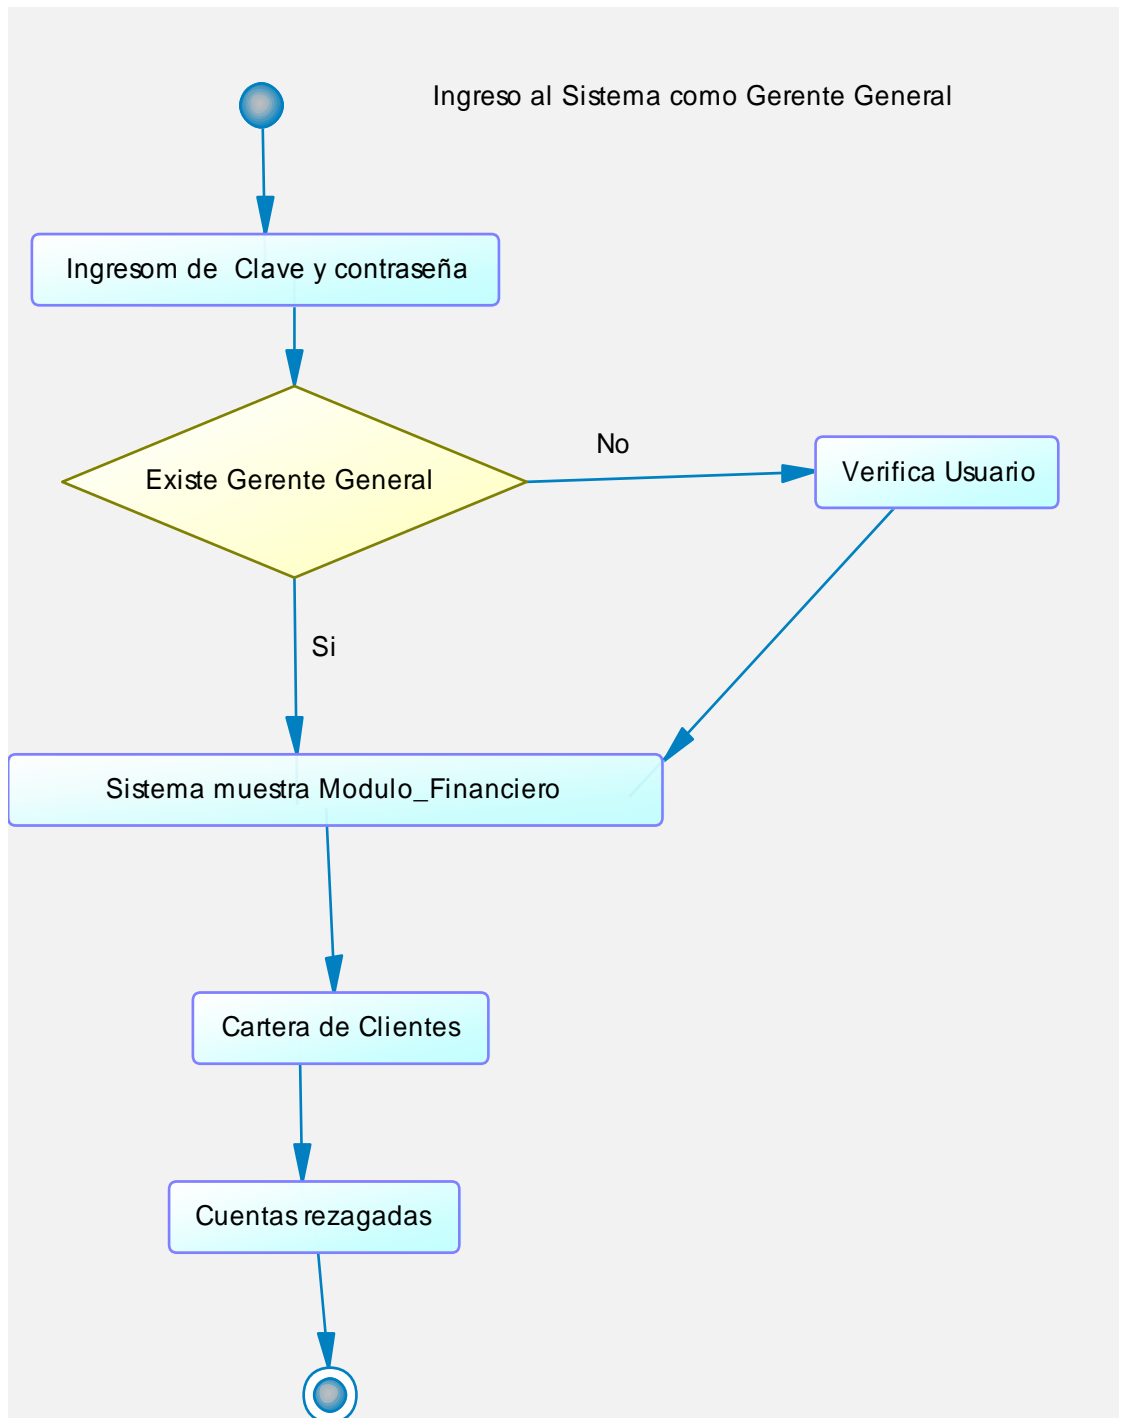 Ingreso al Sistema como Gerente General
Ingresom de  Clave y contraseña
Existe Gerente General
No
Verifica Usuario
Si
Sistema muestra Modulo_Financiero
Cartera de Clientes
Cuentas rezagadas